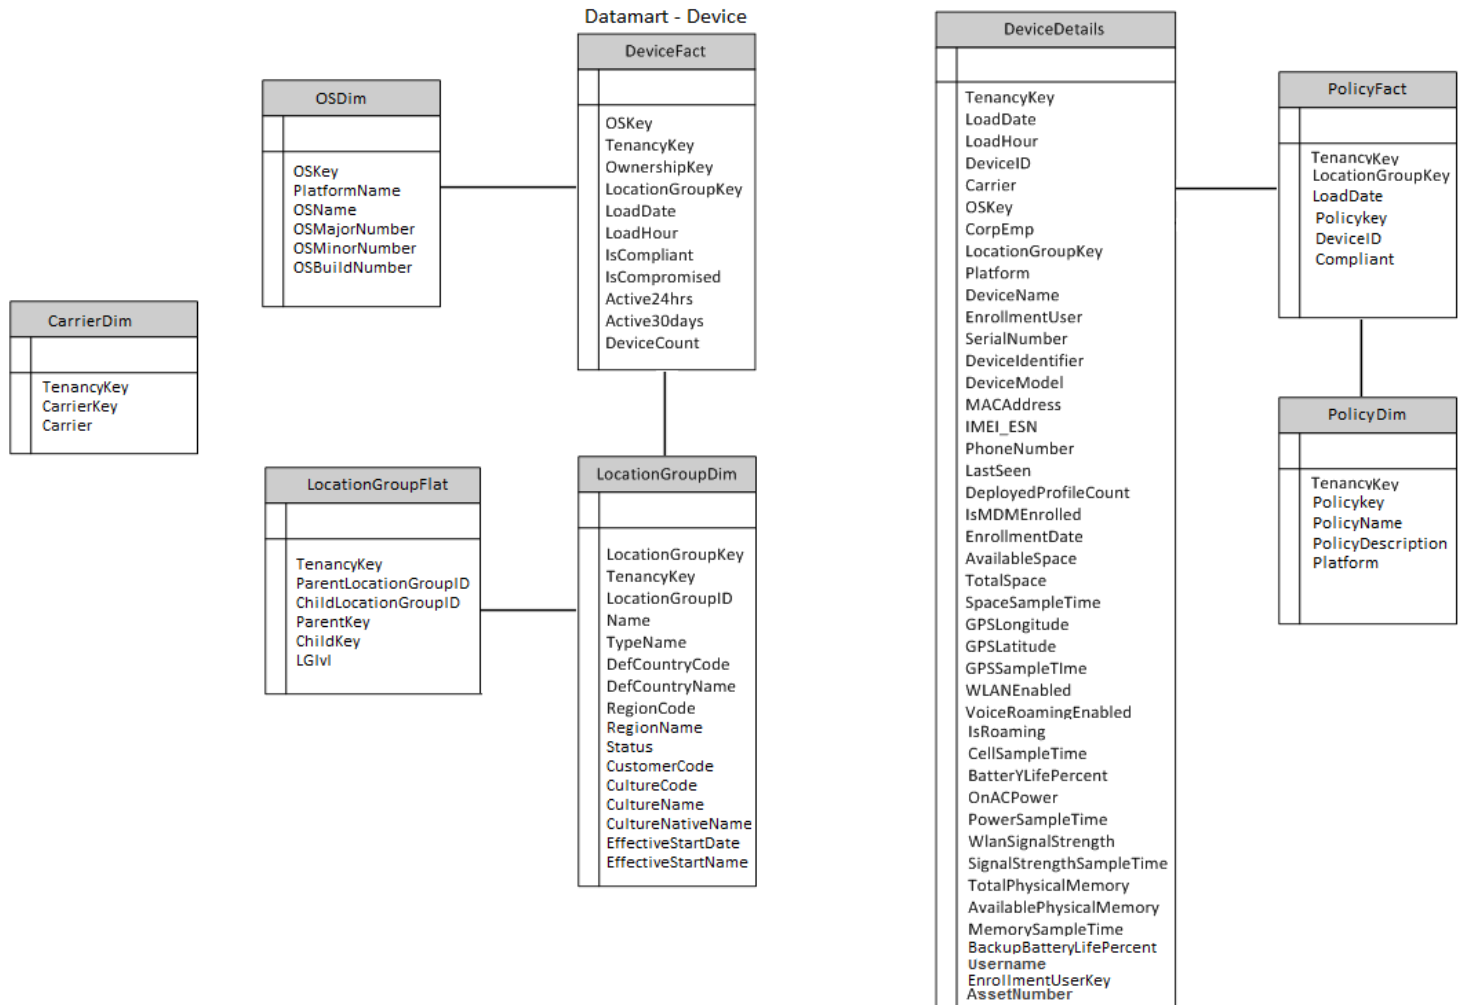 Datamart - Device
DeviceFact
OSKey
TenancyKey
OwnershipKey
LocationGroupKey
LoadDate
LoadHour
IsCompliant
IsCompromised
Active24hrs
Active30days
DeviceCount
OSDim
OSKey
PlatformName
OSName
OSMajorNumber
OSMinorNumber
OSBuildNumber
CarrierDim
TenancyKey
CarrierKey
Carrier
LocationGroupFlat
TenancyKey
ParentLocationGroupID
ChildLocationGroupID
ParentKey
ChildKey
LGlvl
LocationGroupDim
LocationGroupKey
TenancyKey
LocationGroupID
Name
TypeName
DefCountryCode
DefCountryName
RegionCode
RegionName
Status
CustomerCode
CultureCode
CultureName
CultureNativeName
EffectiveStartDate
EffectiveStartName
DeviceDetails
TenancyKey
LoadDate
LoadHour
DeviceID
Carrier
OSKey
CorpEmp
LocationGroupKey
Platform
DeviceName
EnrollmentUser
SerialNumber
DeviceIdentifier
DeviceModel
MACAddress
IMEI_ESN
PhoneNumber
LastSeen
DeployedProfileCount
IsMDMEnrolled
EnrollmentDate
AvailableSpace
TotalSpace
SpaceSampleTime
GPSLongitude
GPSLatitude
GPSSampleTIme
WLANEnabled
VoiceRoamingEnabled
IsRoaming
CellSampleTime
BatterYLifePercent
OnACPower
PowerSampleTime
WlanSignalStrength
SignalStrengthSampleTime
TotalPhysicalMemory
AvailablePhysicalMemory
MemorySampleTime
BackupBatteryLifePercent
Username
EnrollmentUserKey
AssetNumber
PolicyFact
TenancyKey
LocationGroupKey
LoadDate
Policykey
DeviceID
Compliant
PolicyDim
TenancyKey
Policykey
PolicyName
PolicyDescription
Platform